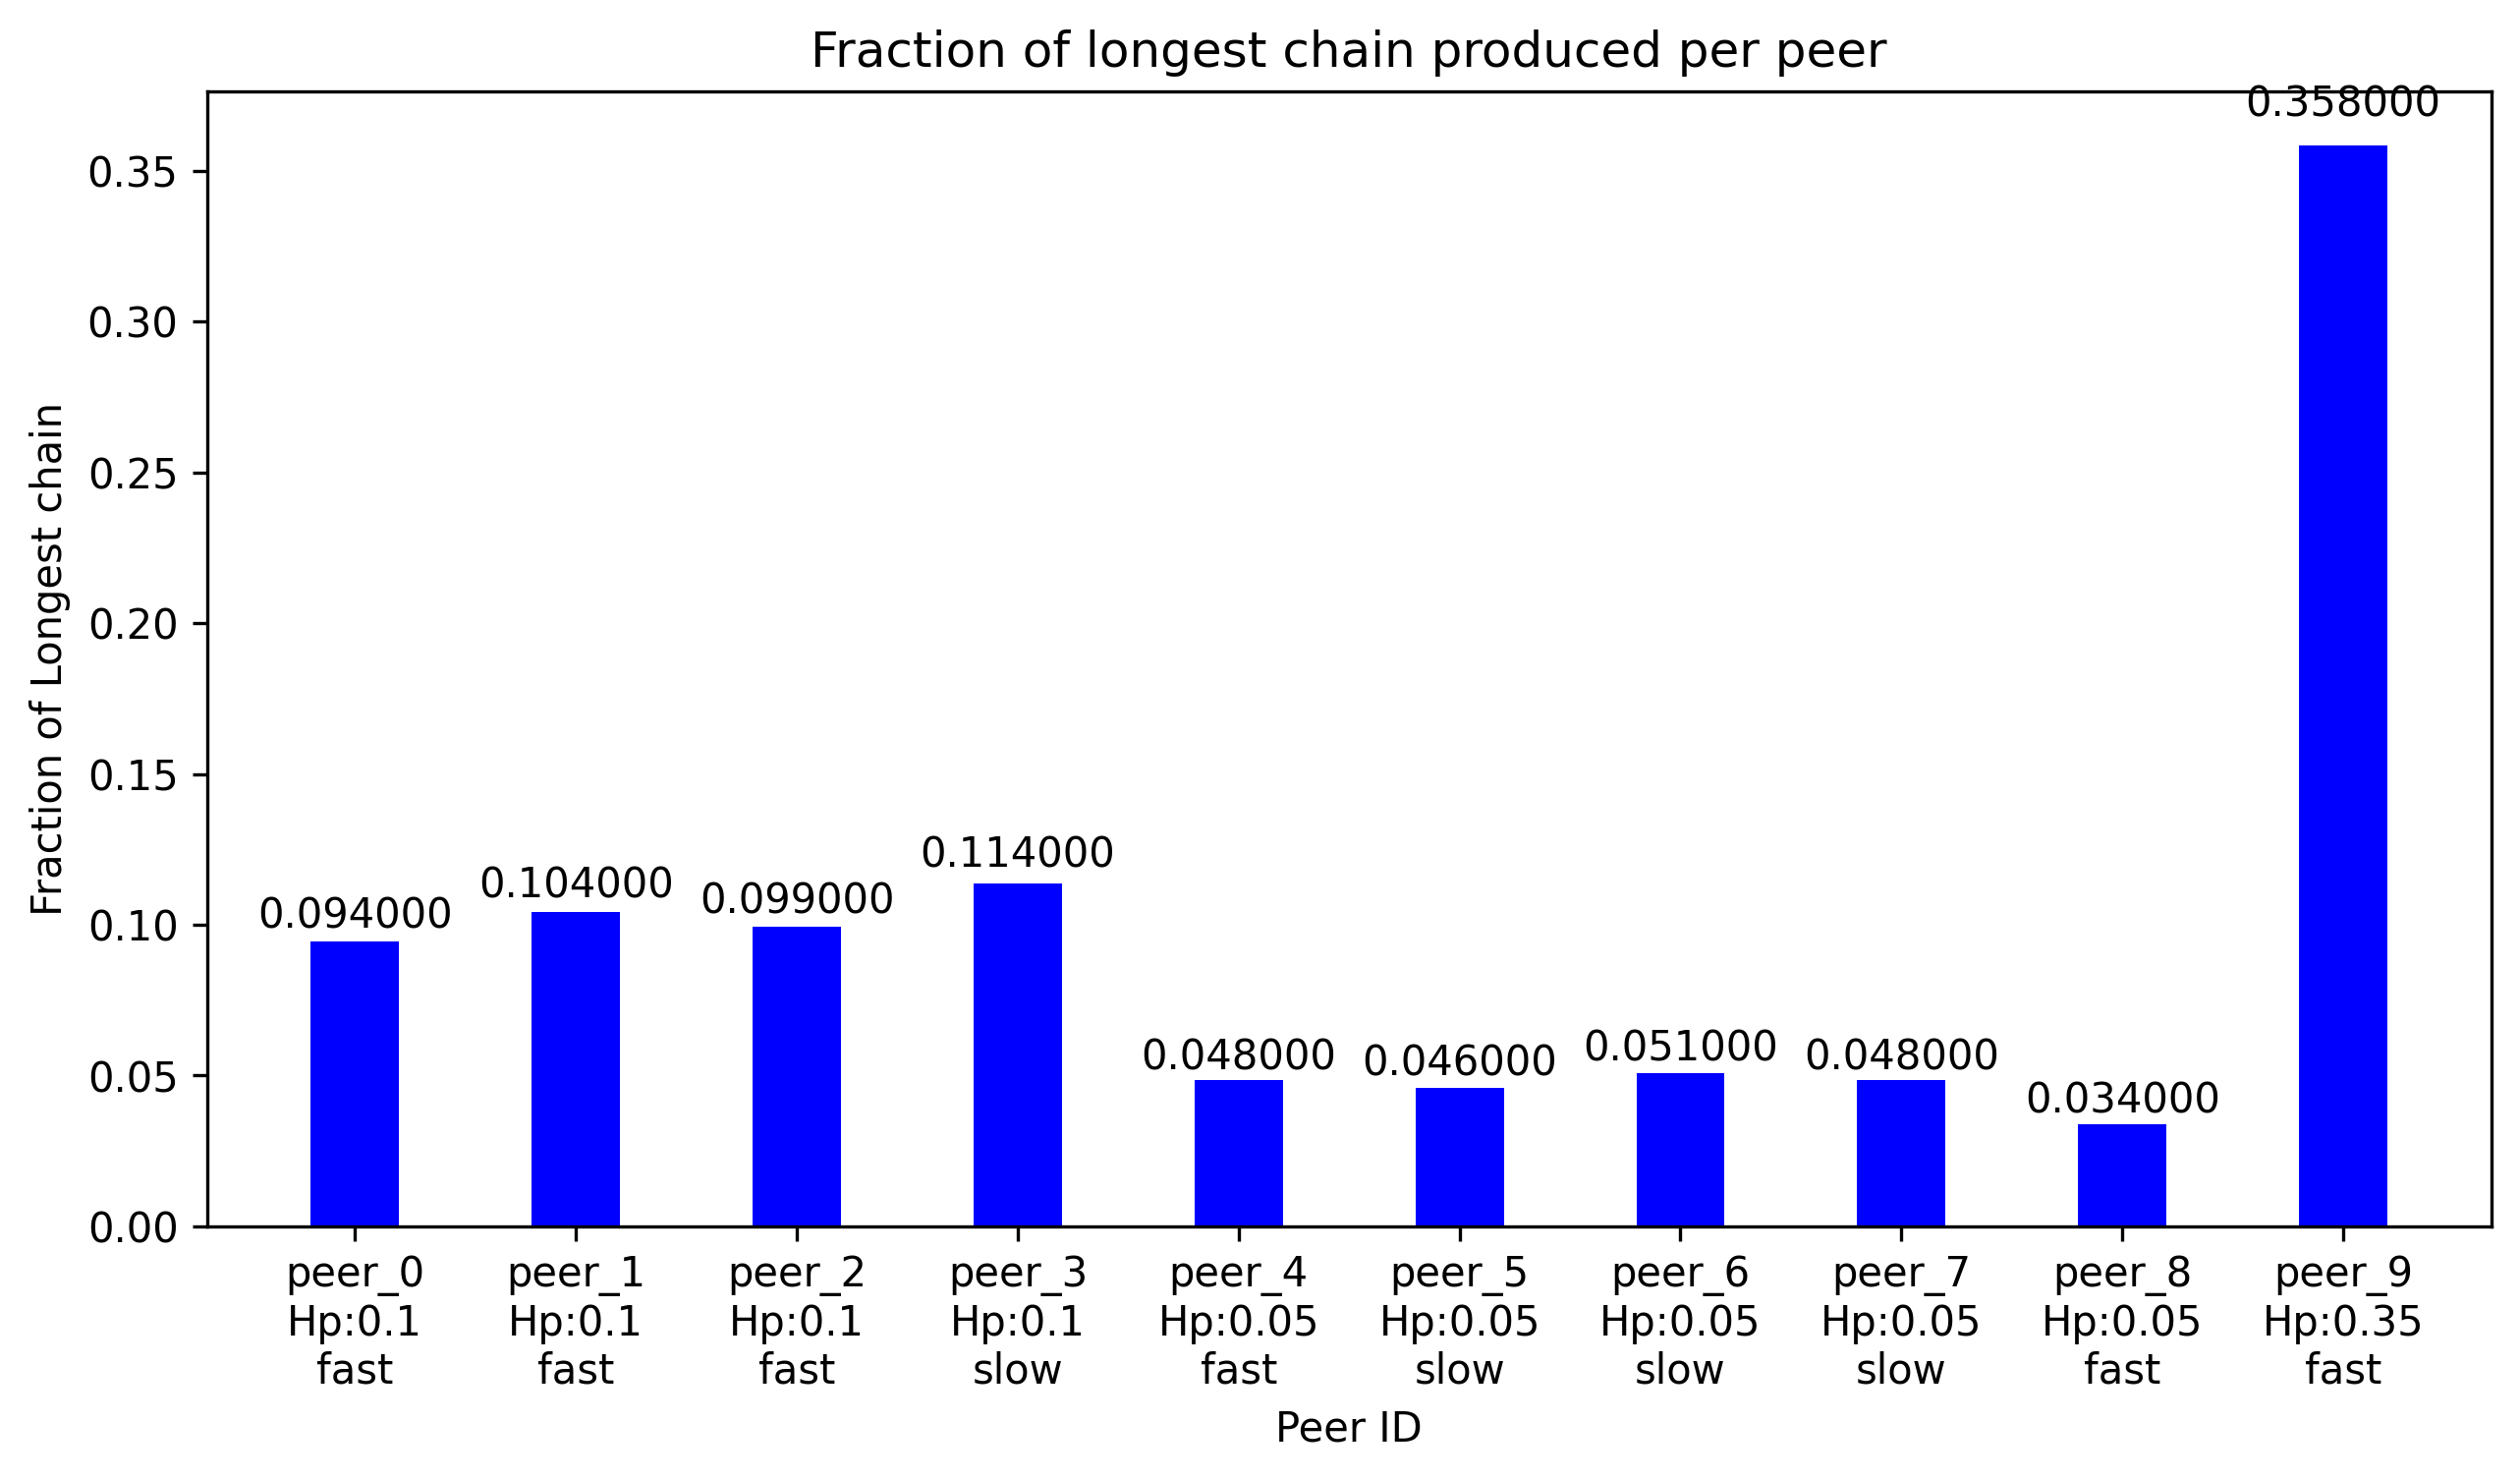 Fraction of longest chain produced per peer
Fraction of Longest chain
0.35
0.30
0.25
0.20
0.15
0.10
0.05
0.00
0.094000
0.104000
0.099000
0.114000
0.048000
0.046000
0.051000
0.048000
0.034000
0.358000
peer_0
Hp:0.1
fast
peer_1
Hp:0.1
fast
peer_2
Hp:0.1
fast
peer_3
Hp:0.1
slow
peer_4
Hp:0.05
fast
peer_5
Hp:0.05
slow
peer_6
Hp:0.05
slow
peer_7
Hp:0.05
slow
peer_8
Hp:0.05
fast
peer_9
Hp:0.35
fast
Peer ID